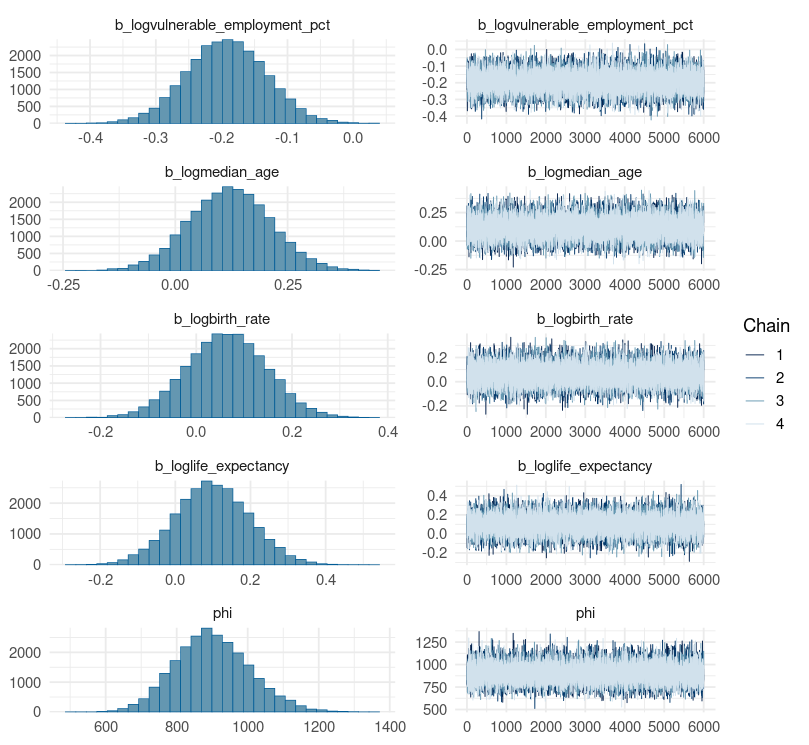 b_logvulnerable_employment_pct
2000
1500
1000
500
0
-0.4 -0.3 -0.2 -0.1 0.0
b_logvulnerable_employment_pct
0.0
-0.1
-0.2
-0.3
-0.4
0 1000 2000 3000 4000 5000 6000
b_logmedian_age
2000
1500
1000
500
0
-0.25 0.00 0.25
b_logmedian_age
0.25
0.00
-0.25
0 1000 2000 3000 4000 5000 6000
b_logbirth_rate
2000
1500
1000
500
0
-0.2 0.0 0.2 0.4
b_logbirth_rate
0.2
0.0
-0.2
0 1000 2000 3000 4000 5000 6000
b_loglife_expectancy
2000
1000
0
-0.2 0.0 0.2 0.4
b_loglife_expectancy
0.4
0.2
0.0
-0.2
0 1000 2000 3000 4000 5000 6000
phi
2000
1000
0
600 800 1000 1200 1400
phi
1250
1000
750
500
0 1000 2000 3000 4000 5000 6000
Chain
1
2
3
4